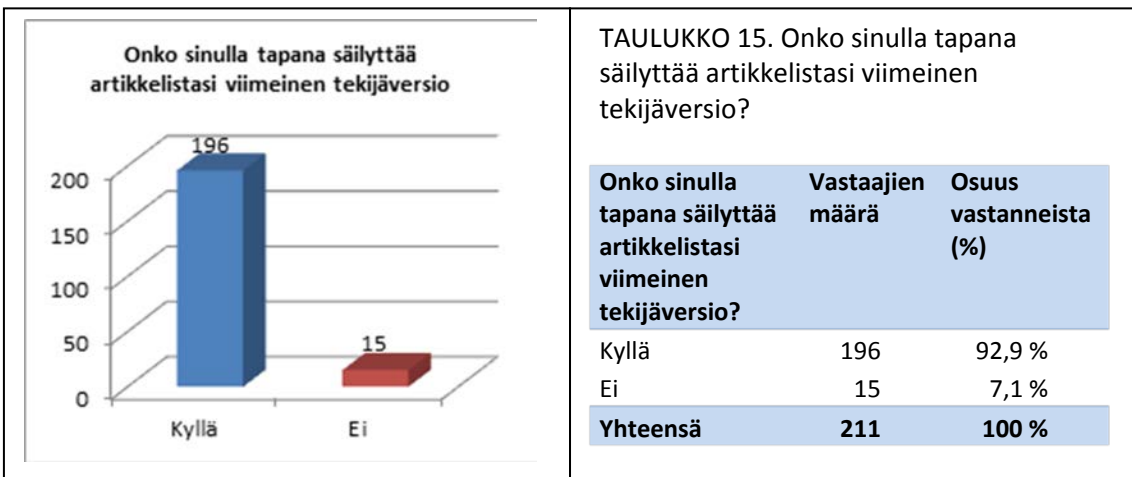 Onko sinulla tapana säilyttää
artikkelistasi viimeinen tekijäversio
196
200
150
100
50
0
15
Kyllä
Ei
TAULUKKO 15. Onko sinulla tapana
säilyttää artikkelistasi viimeinen
tekijäversio?
Onko sinulla tapana säilyttää artikkelistasi viimeinen tekijäversio? Vastaajien määrä Osuus vastanneista (%)
Kyllä 196 92,9 %
Ei 15 7,1 %
Yhteensä 211 100 %